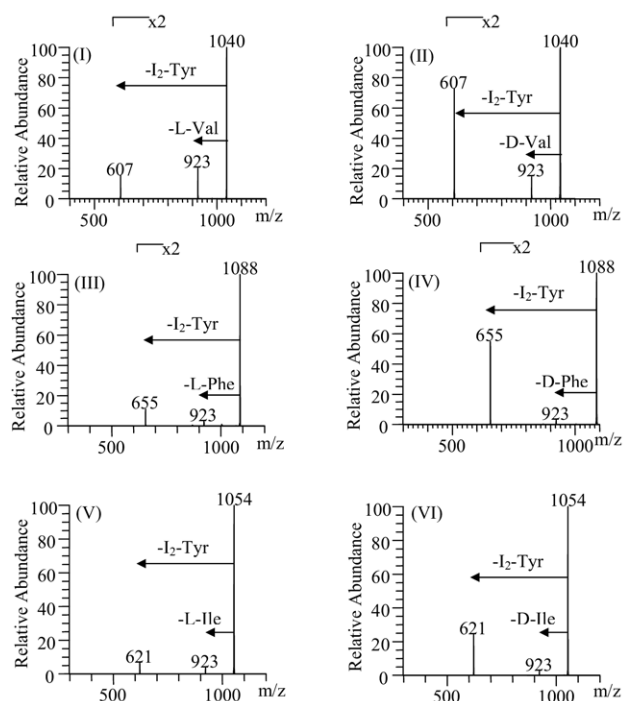 x2
(I)
Relative Abundance
100
80
60
40
20
0
1040
-I₂-Tyr
-L-Val
607
923
500
1000
m/z
x2
(II)
Relative Abundance
100
80
60
40
20
0
1040
607
-I₂-Tyr
-D-Val
923
500
1000
m/z
x2
(III)
Relative Abundance
100
80
60
40
20
0
1088
-I₂-Tyr
-L-Phe
655
923
500
1000
m/z
x2
(IV)
Relative Abundance
100
80
60
40
20
0
1088
-I₂-Tyr
655
-D-Phe
923
500
1000
m/z
(V)
Relative Abundance
100
80
60
40
20
0
1054
-I₂-Tyr
-L-Ile
621
923
500
1000
m/z
(VI)
Relative Abundance
100
80
60
40
20
0
1054
-I₂-Tyr
621
-D-Ile
923
500
1000
m/z